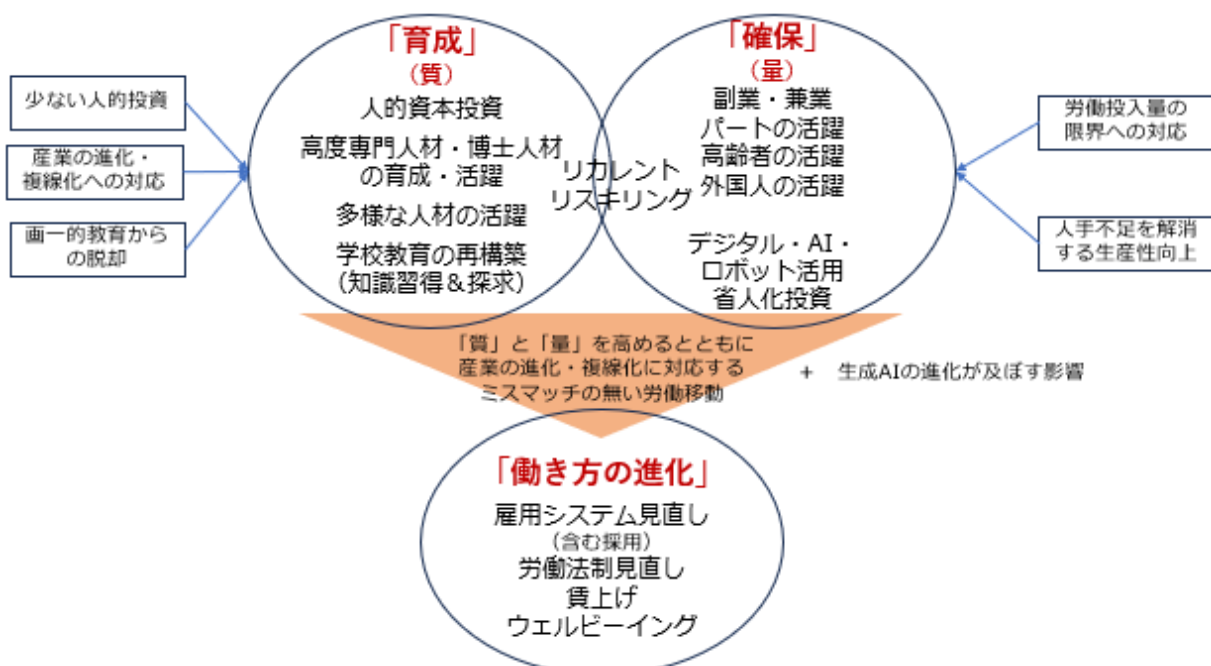 「育成」
（質）
人的資本投資
高度専門人材・博士人材
の育成・活躍
多様な人材の活躍
学校教育の再構築
（知識習得＆探求）
「確保」
（量）
副業・兼業
パートの活躍
高齢者の活躍
外国人の活躍
デジタル・AI・
ロボット活用
省人化投資
リカレント
リスキリング
少ない人的投資
産業の進化・
複線化への対応
画一的教育から
の脱却
労働投入量の
限界への対応
人手不足を解消
する生産性向上
「質」と「量」を高めるとともに
産業の進化・複線化に対応する
ミスマッチの無い労働移動
+ 生成AIの進化が及ぼす影響
「働き方の進化」
雇用システム見直し
（含む採用）
労働法制見直し
賃上げ
ウェルビーイング